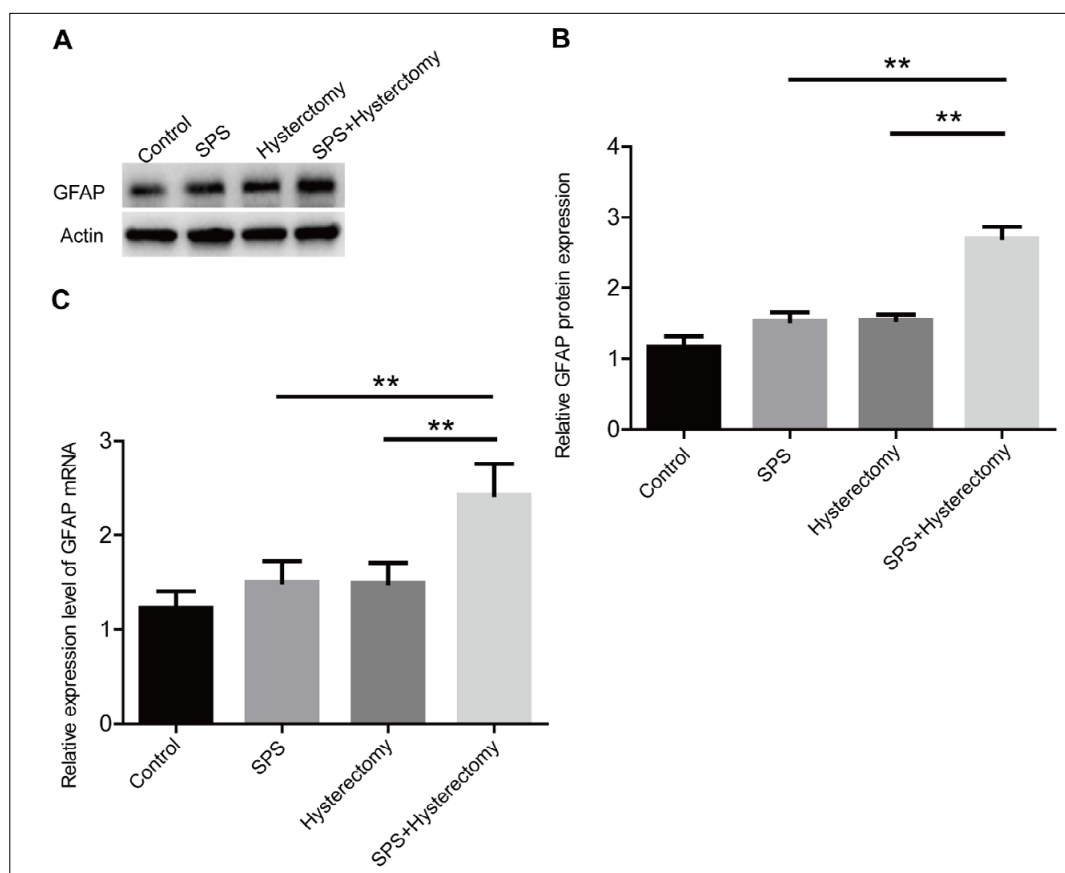 A
Control
SPS
Hysterctomy
SPS+Hysterctomy
GFAP
Actin
B
**
**
Relative GFAP protein expression
4
3
2
1
0
Control
SPS
Hysterectomy
SPS+Hysterectomy
C
**
**
Relative expression level of GFAP mRNA
3
2
1
0
Control
SPS
Hysterectomy
SPS+Hysterectomy